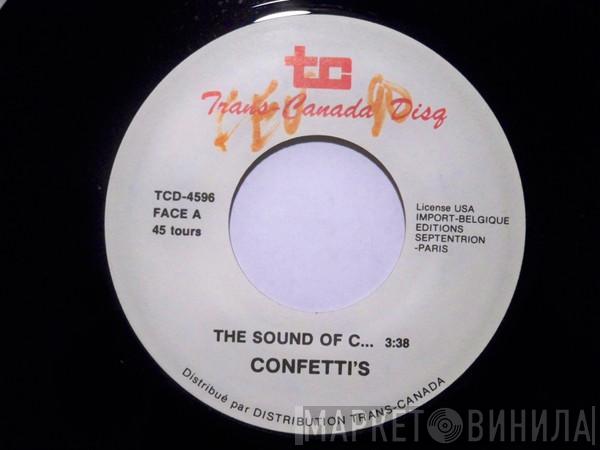 tc
Trans-Canada Disq
TCD-4596
FACE A
45 tours
License USA
IMPORT-BELGIQUE
EDITIONS
SEPTENTRION
-PARIS
THE SOUND OF C... 3:38
CONFETTI'S
Distribué par DISTRIBUTION TRANS-CANADA
МАРКЕТ ВИНИЛА